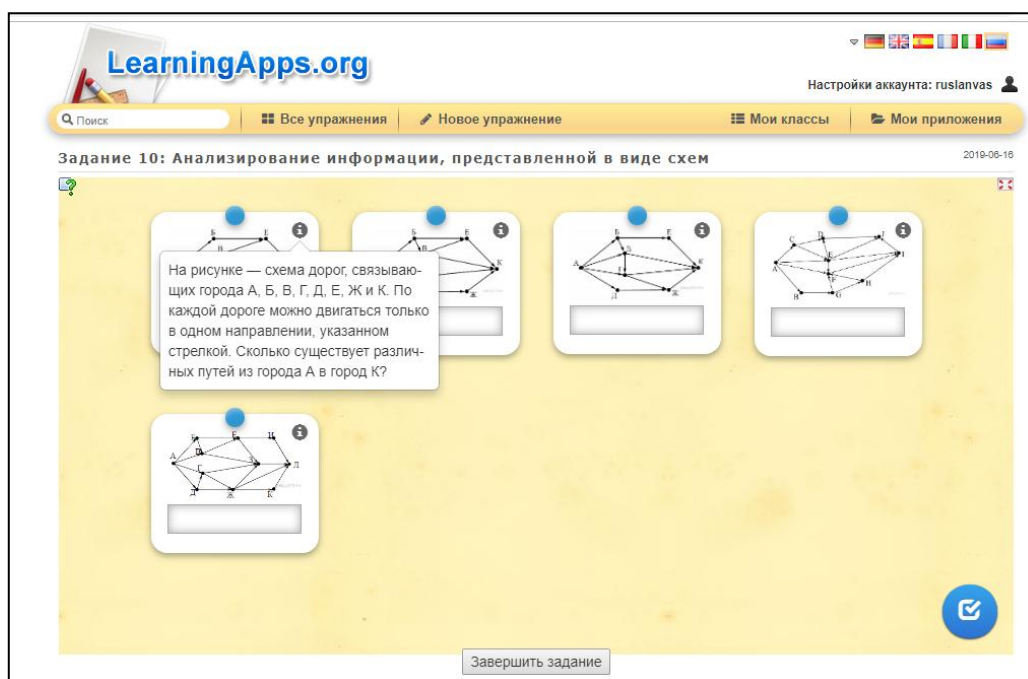 LearningApps.org
Настройки аккаунта: ruslanvas
Поиск
Все упражнения
Новое упражнение
Мои классы
Мои приложения
Задание 10: Анализирование информации, представленной в виде схем
2019-06-16
Б Е
Б Е
В
К
Ж
Б Е
В
А
К
Г
Д
Ж
C D
J
A
E
F
H
B G
На рисунке — схема дорог, связываю-
щих города А, Б, В, Г, Д, Е, Ж и К. По
каждой дороге можно двигаться только
в одном направлении, указанном
стрелкой. Сколько существует различ-
ных путей из города А в город К?
Б Е И
В
А
Л
Г
Д Ж К
Завершить задание